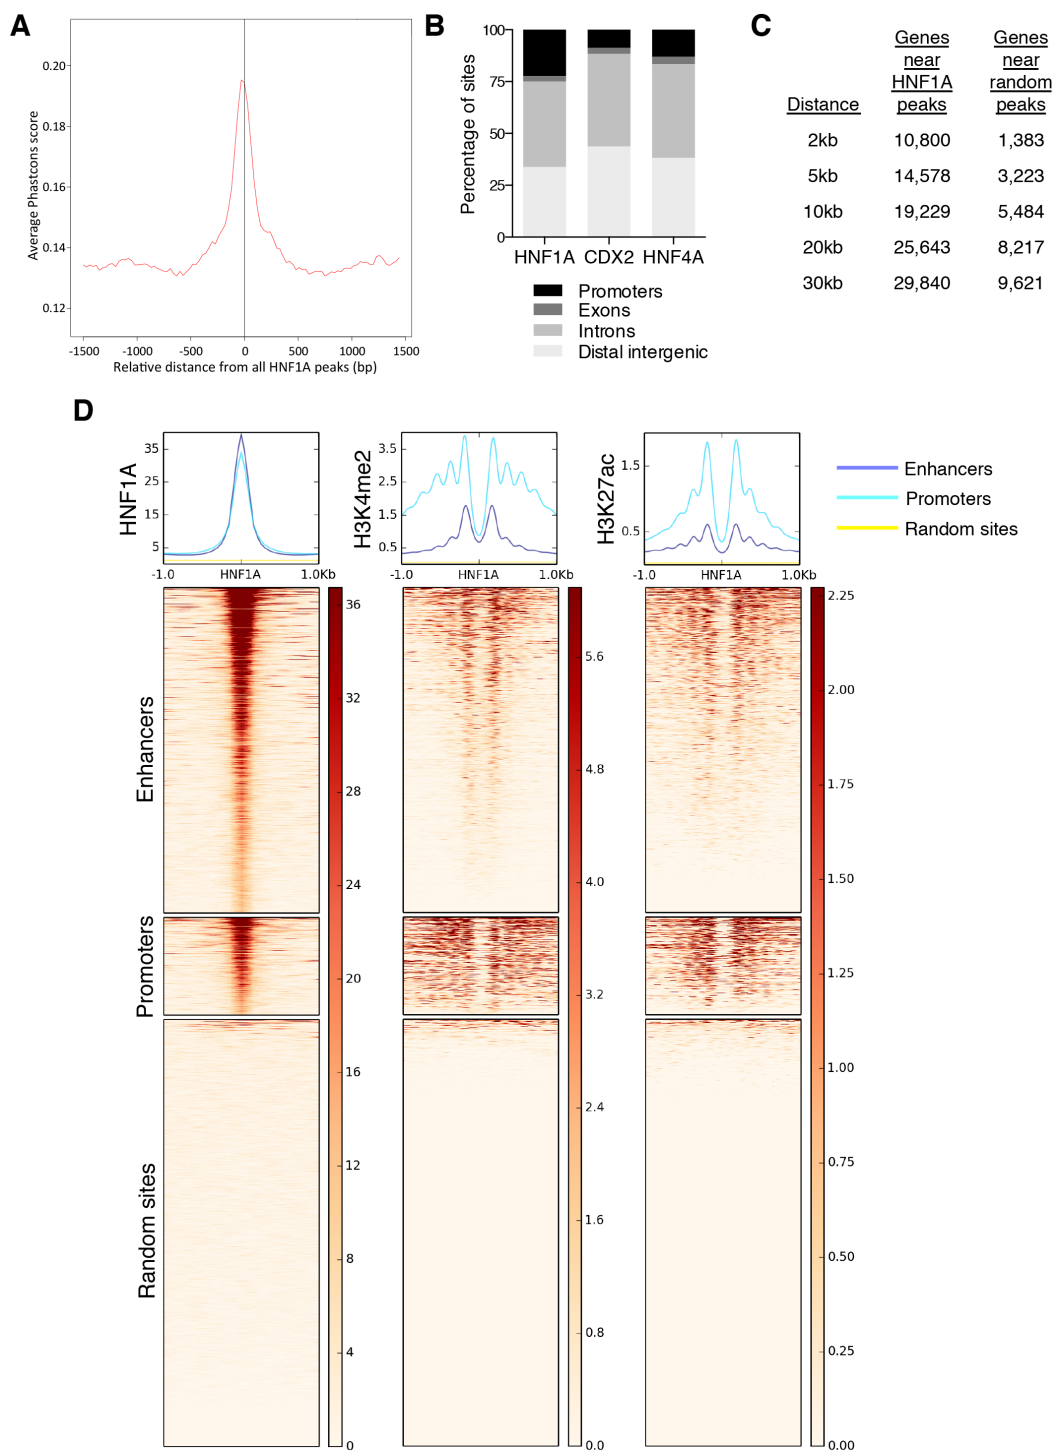 A
0.20
0.18
0.16
0.14
0.12
Average Phastcons score
-1500 -1000 -500 0 500 1000 1500
Relative distance from all HNF1A peaks (bp)
B
100
75
50
25
0
Percentage of sites
HNF1A CDX2 HNF4A
Promoters
Exons
Introns
Distal intergenic
C
Genes near HNF1A peaks
Genes near random peaks
Distance
2kb 10,800 1,383
5kb 14,578 3,223
10kb 19,229 5,484
20kb 25,643 8,217
30kb 29,840 9,621
D
HNF1A
35
25
15
5
-1.0 HNF1A 1.0Kb
H3K4me2
3.5
2.5
1.5
0.5
-1.0 HNF1A 1.0Kb
H3K27ac
1.5
0.5
-1.0 HNF1A 1.0Kb
Enhancers
Promoters
Random sites
Enhancers
Promoters
Random sites
36
32
28
24
20
16
12
8
4
0
5.6
4.8
4.0
3.2
2.4
1.6
0.8
0.0
2.25
2.00
1.75
1.50
1.25
1.00
0.75
0.50
0.25
0.00